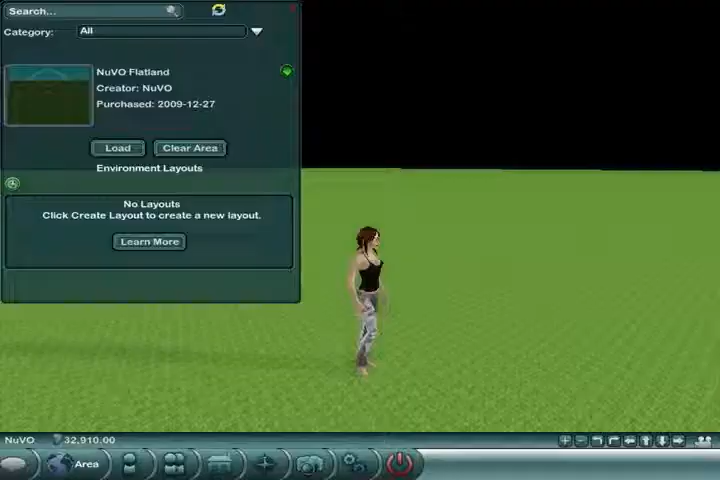 Search...
Category: All
NuVO Flatland
Creator: NuVO
Purchased: 2009-12-27
Load Clear Area
Environment Layouts
No Layouts
Click Create Layout to create a new layout.
Learn More
NuVO 32,910.00
Area